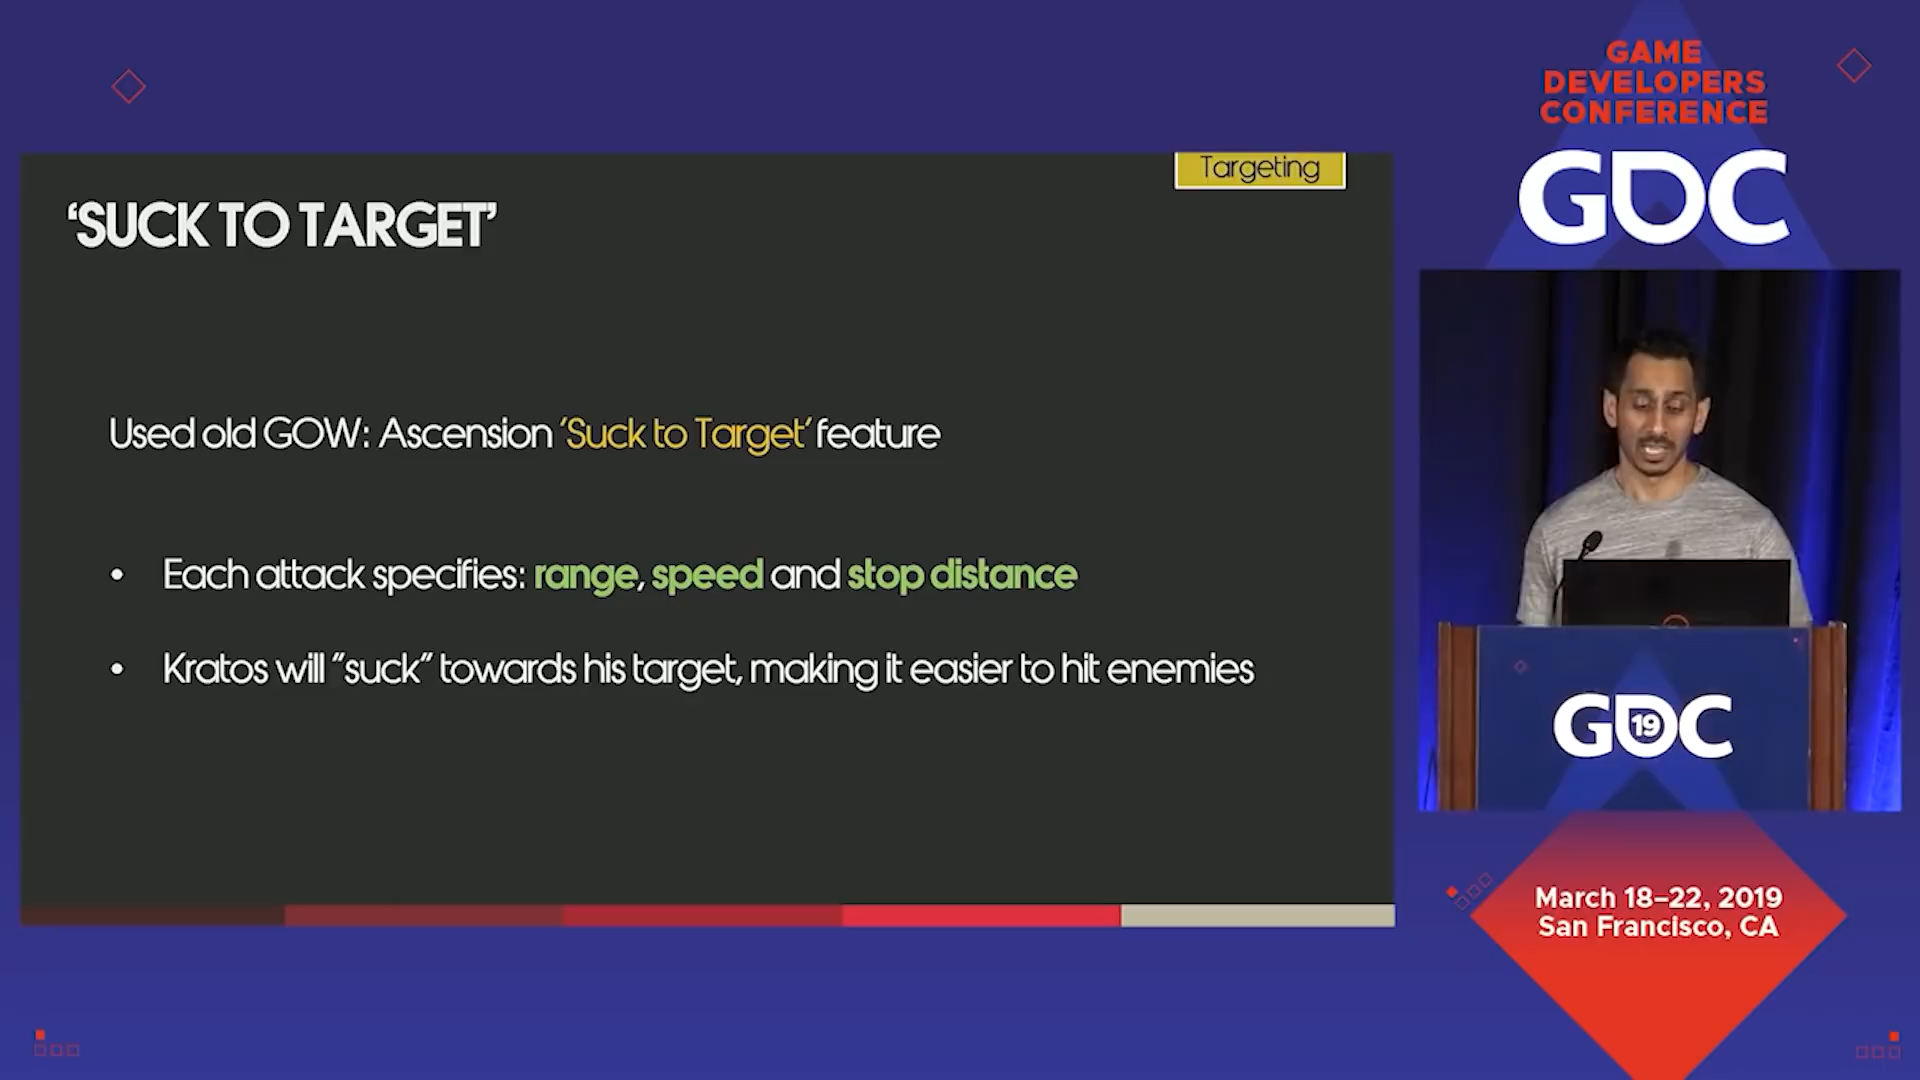 Targeting
‘SUCK TO TARGET’
Used old GOW: Ascension ‘Suck to Target’ feature
• Each attack specifies: range, speed and stop distance
• Kratos will “suck” towards his target, making it easier to hit enemies
GAME
DEVELOPERS
CONFERENCE
GDC
GDC
19
March 18–22, 2019
San Francisco, CA